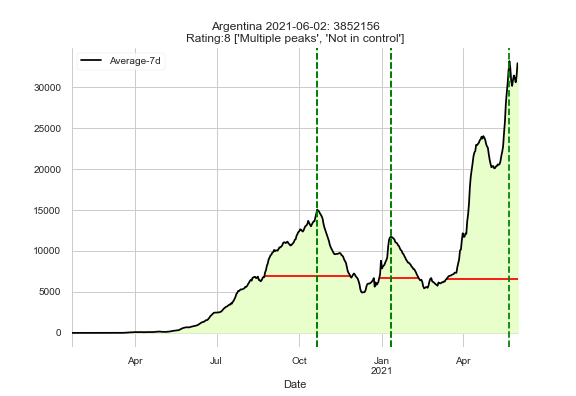 Argentina 2021-06-02: 3852156
Rating:8 ['Multiple peaks', 'Not in control']
Average-7d
30000
25000
20000
15000
10000
5000
0
Apr Jul Oct Jan Apr
2021
Date